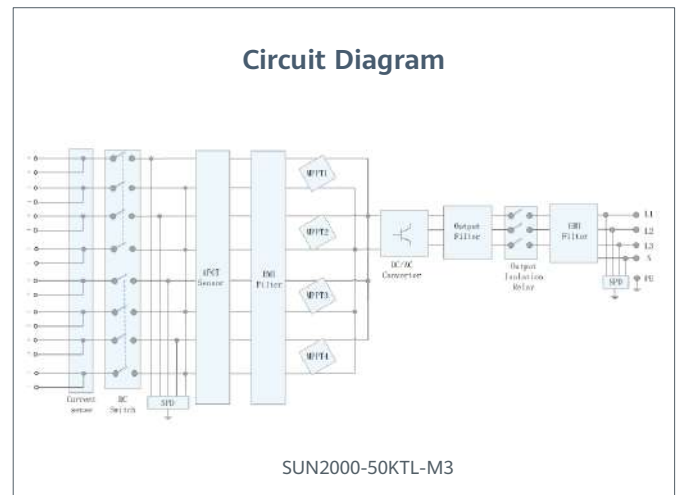 Circuit Diagram
MPPT1
MPPT2
MPPT3
MPPT4
AFCT
Sensor
EMI
Filter
DC/AC
Converter
Output
Filter
Output
Isolation
Relay
EMI
Filter
L1
L2
L3
N
PE
SPD
Current
sense
DC
Switch
SPD
SUN2000-50KTL-M3